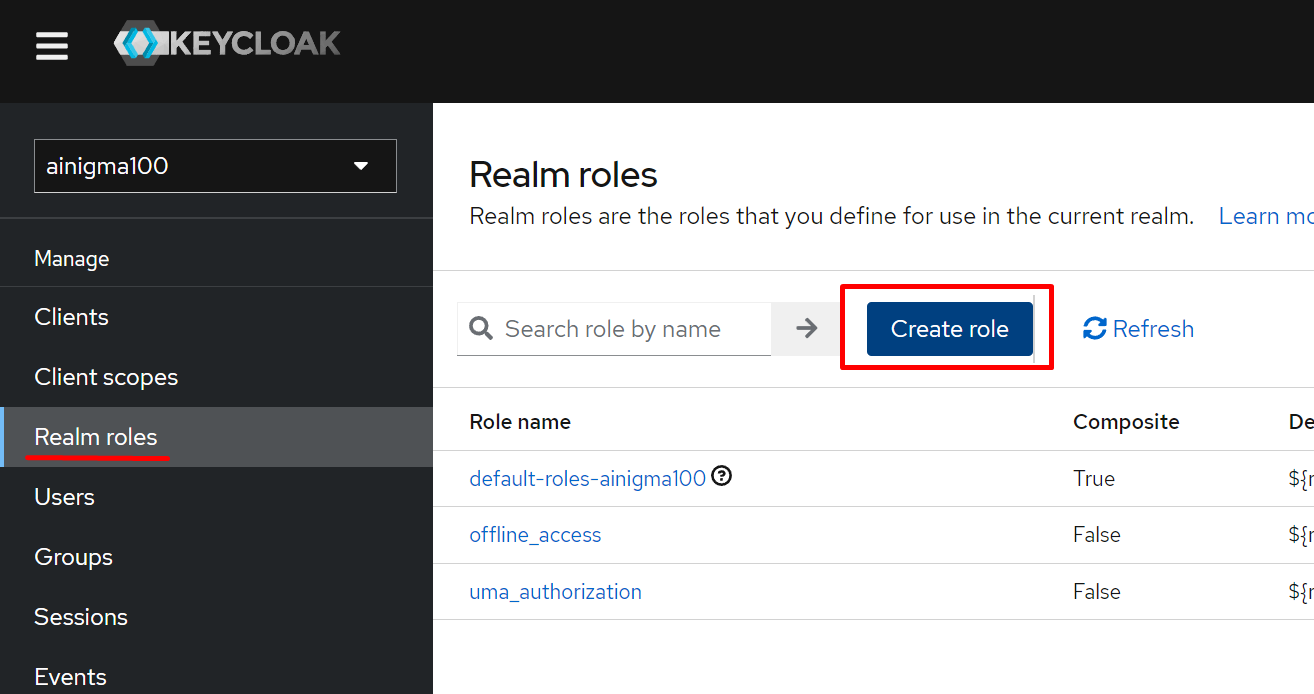 KEYCLOAK
ainigma100
Manage
Clients
Client scopes
Realm roles
Users
Groups
Sessions
Events
Realm roles
Realm roles are the roles that you define for use in the current realm. Learn mo
Search role by name Create role Refresh
Role name Composite De
default-roles-ainigma100 True ${r
offline_access False ${r
uma_authorization False ${r